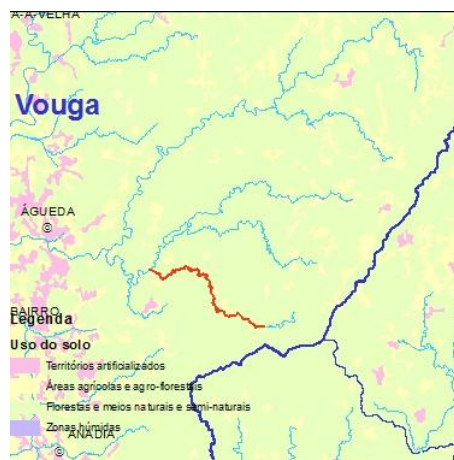 A-A-VELHA
Vouga
ÁGUEDA
BAIRRO
Legenda
Uso do solo
Territórios artificializados
Áreas agrícolas e agro-florestais
Florestas e meios naturais e semi-naturais
Zonas húmidas
ANADIA